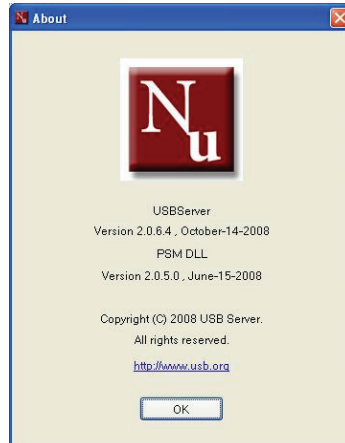 About
Nu
USBServer
Version 2.0.6.4 , October-14-2008
PSM DLL
Version 2.0.5.0 , June-15-2008
Copyright (C) 2008 USB Server.
All rights reserved.
http://www.usb.org
OK